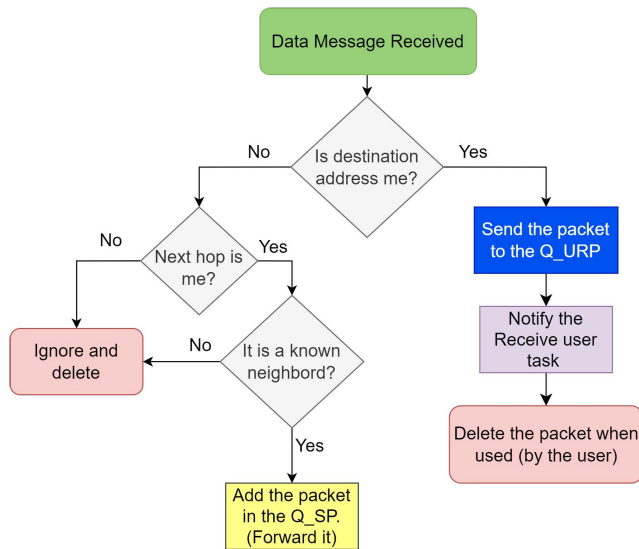 Data Message Received
Is destination
address me?
No
Yes
Next hop is
me?
No
Yes
Send the packet
to the Q_URP
Notify the
Receive user
task
Ignore and
delete
No
It is a known
neighbord?
Delete the packet when
used (by the user)
Yes
Add the packet
in the Q_SP.
(Forward it)